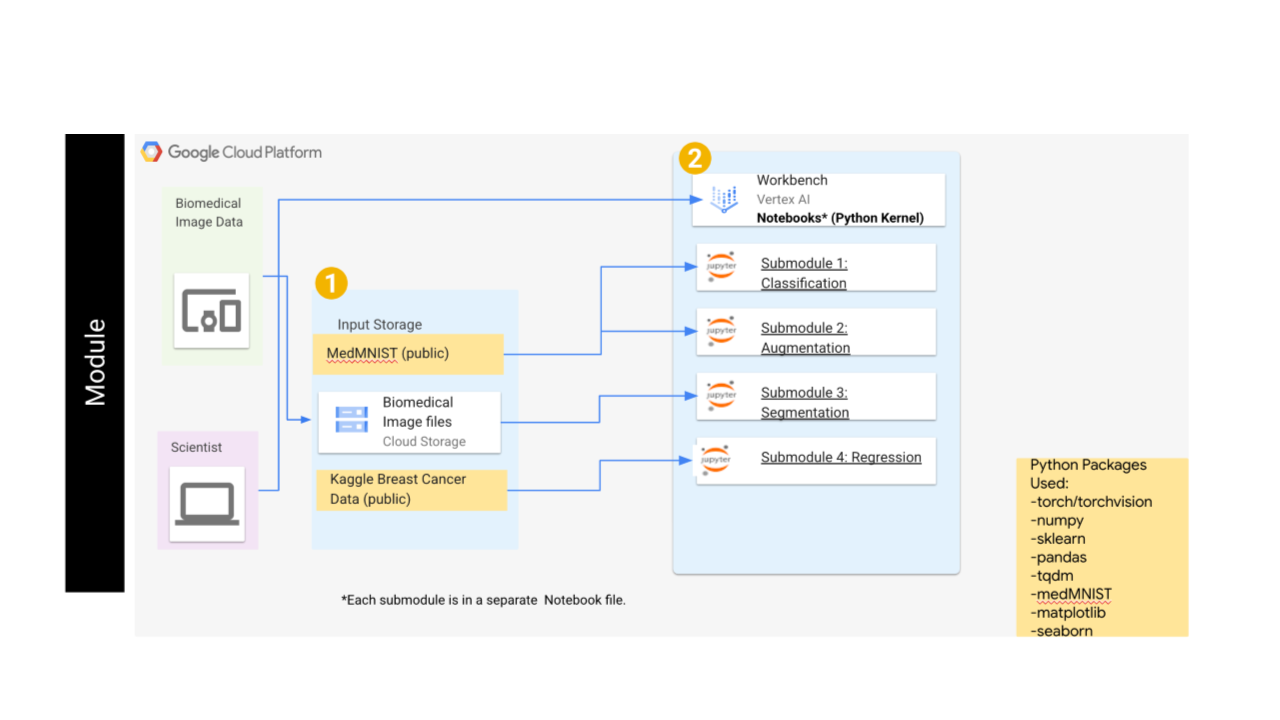 Module
Google Cloud Platform
Biomedical
Image Data
Scientist
1
Input Storage
MedMNIST (public)
Biomedical
Image files
Cloud Storage
Kaggle Breast Cancer
Data (public)
2
Workbench
Vertex AI
Notebooks* (Python Kernel)
jupyter
Submodule 1:
Classification
jupyter
Submodule 2:
Augmentation
jupyter
Submodule 3:
Segmentation
jupyter
Submodule 4: Regression
*Each submodule is in a separate Notebook file.
Python Packages
Used:
-torch/torchvision
-numpy
-sklearn
-pandas
-tqdm
-medMNIST
-matplotlib
-seaborn